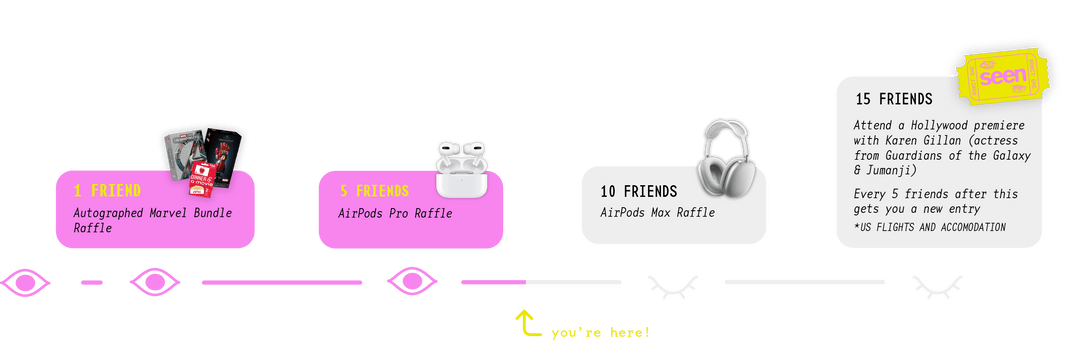 1 FRIEND
Autographed Marvel Bundle
Raffle
5 FRIENDS
AirPods Pro Raffle
10 FRIENDS
AirPods Max Raffle
seen
15 FRIENDS
Attend a Hollywood premiere
with Karen Gillan (actress
from Guardians of the Galaxy
& Jumanji)
Every 5 friends after this
gets you a new entry
*US FLIGHTS AND ACCOMODATION
you're here!